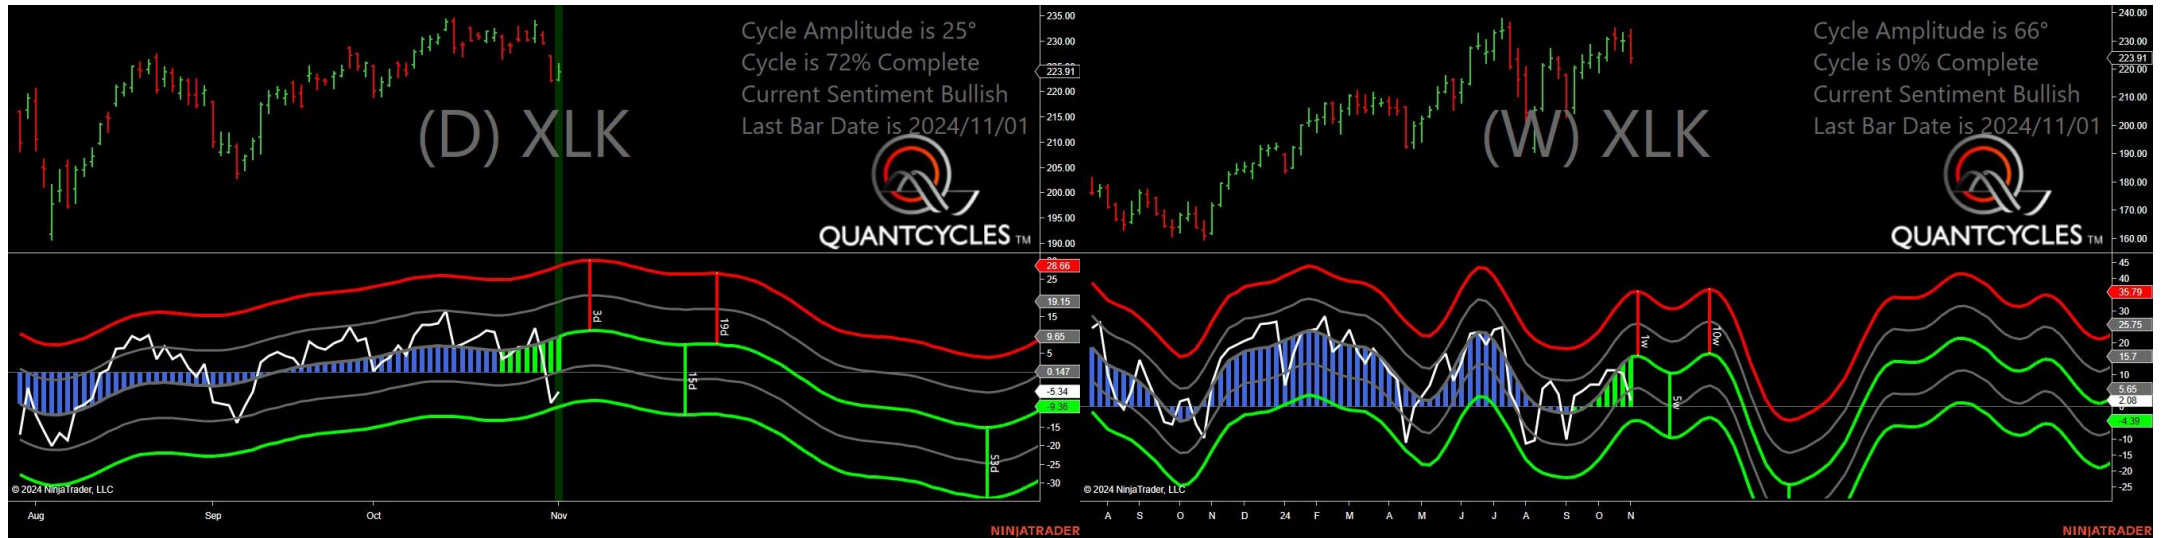 Cycle Amplitude is 25°
Cycle is 72% Complete
Current Sentiment Bullish
Last Bar Date is 2024/11/01
(D) XLK
QUANTCYCLES TM
235.00
230.00
223.91
220.00
215.00
210.00
205.00
200.00
195.00
190.00
28.66
25
19.15
15
9.65
5
0.147
-5.34
-9.36
-15
-20
-25
-30
3d
19d
15d
53d
© 2024 NinjaTrader, LLC
Aug
Sep
Oct
Nov
NINJATRADER
Cycle Amplitude is 66°
Cycle is 0% Complete
Current Sentiment Bullish
Last Bar Date is 2024/11/01
(W) XLK
QUANTCYCLES TM
240.00
230.00
223.91
220.00
210.00
200.00
190.00
180.00
170.00
160.00
45
40
35.79
30
25.75
20
15.7
10
5.65
2.08
-4.39
-10
-15
-20
-25
1w
10w
5w
© 2024 NinjaTrader, LLC
A S O N D 24 F M A M J J A S O N
NINJATRADER